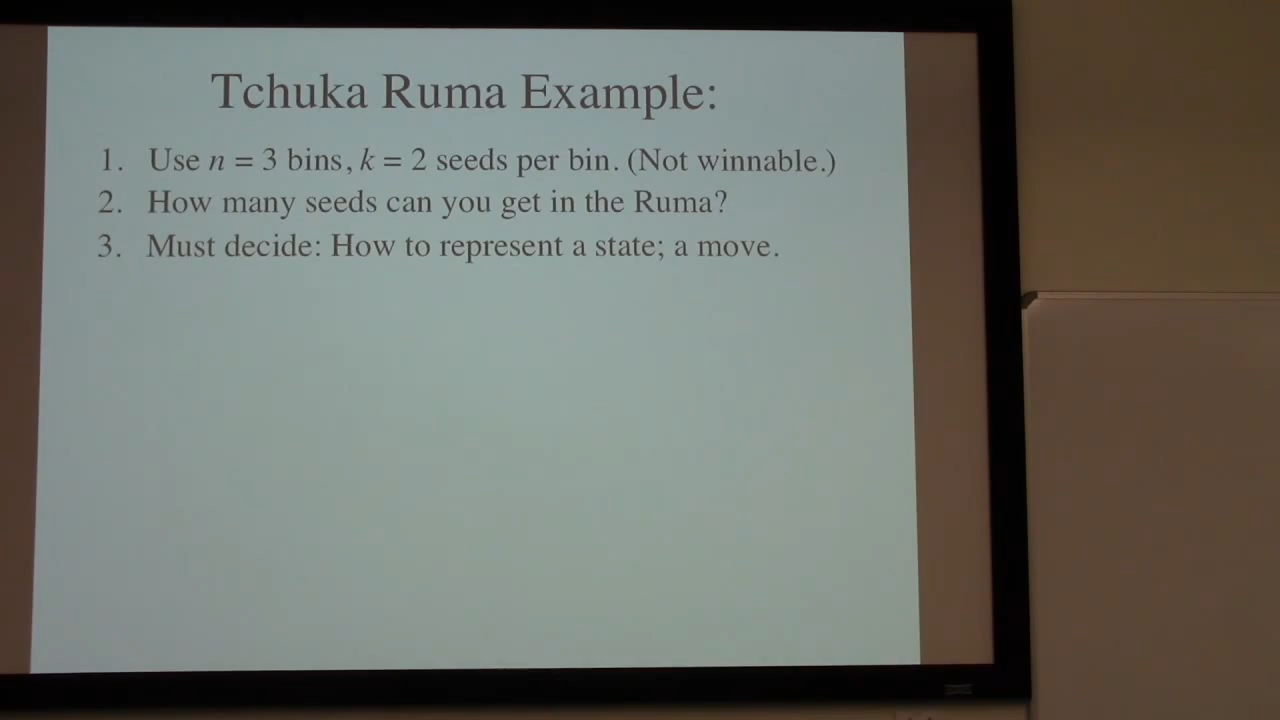 Tchuka Ruma Example:
1. Use n = 3 bins, k = 2 seeds per bin. (Not winnable.)
2. How many seeds can you get in the Ruma?
3. Must decide: How to represent a state; a move.